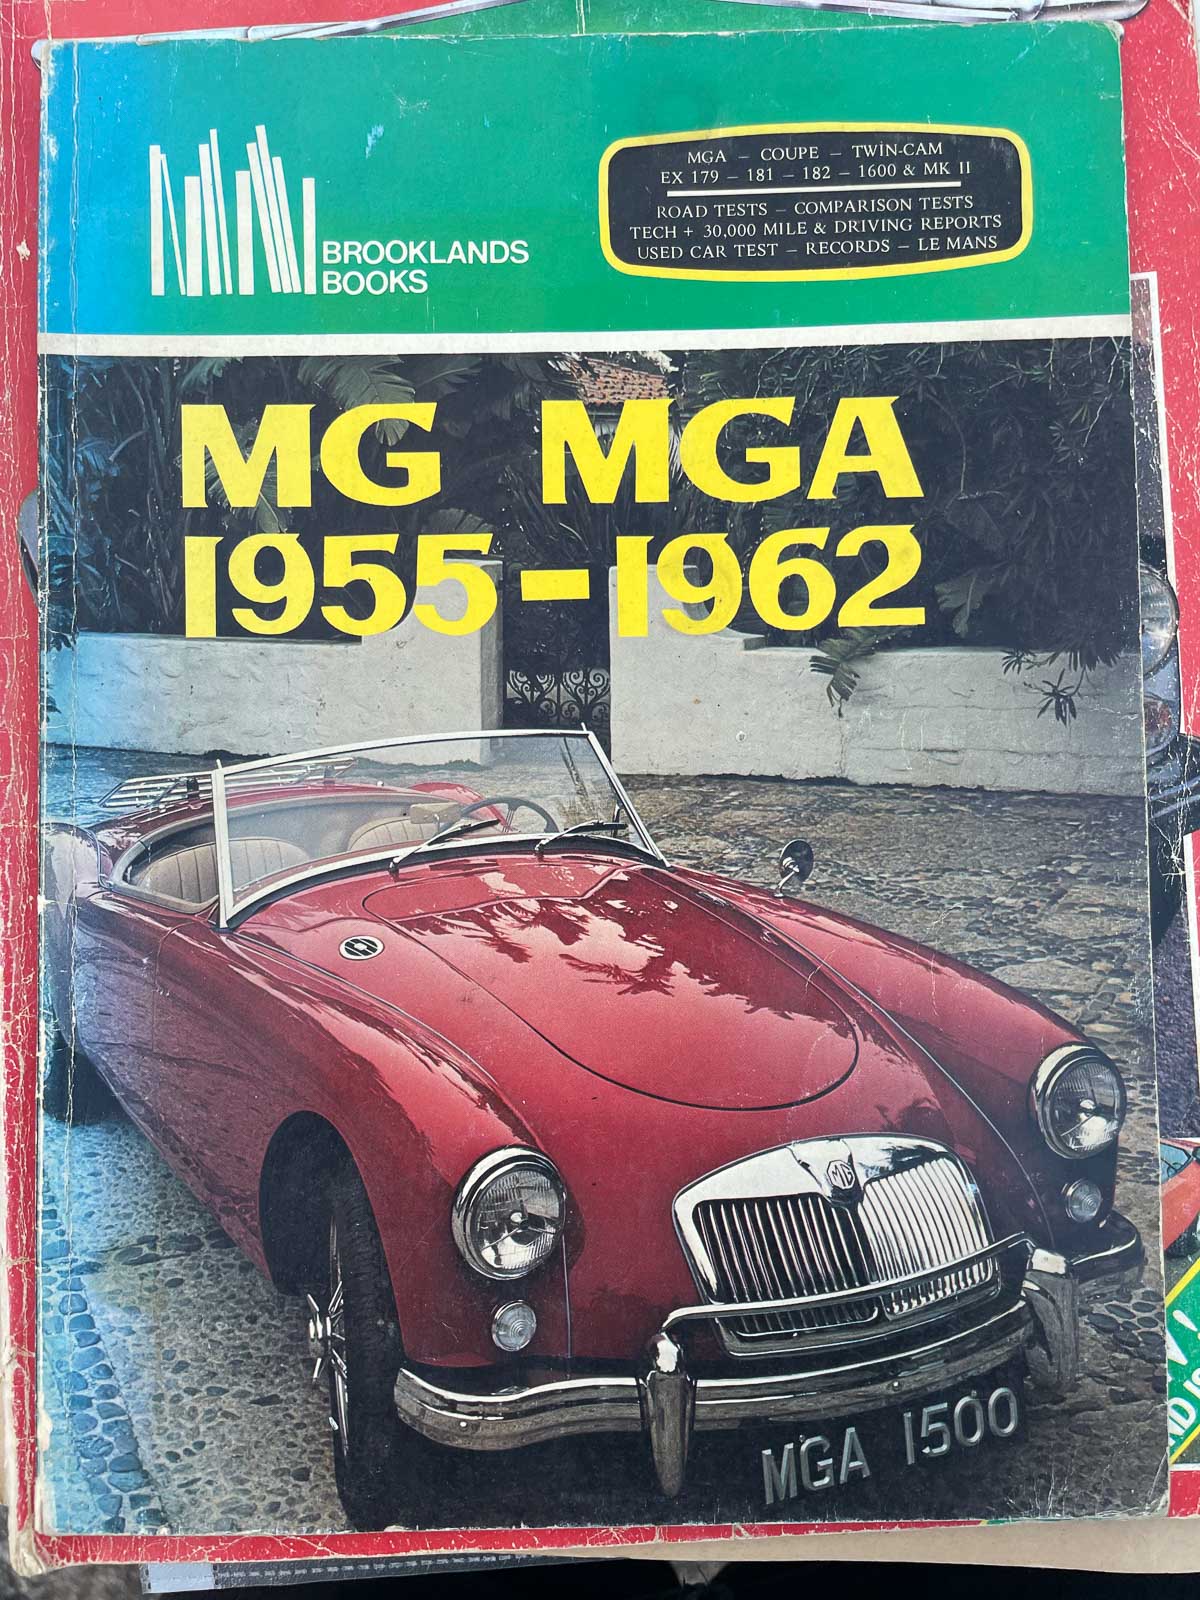 BROOKLANDS
BOOKS
MGA – COUPE – TWIN-CAM
EX 179 – 181 – 182 – 1600 & MK II
ROAD TESTS – COMPARISON TESTS
TECH + 30,000 MILE & DRIVING REPORTS
USED CAR TEST – RECORDS – LE MANS
MG MGA
1955–1962
MG
MGA 1500